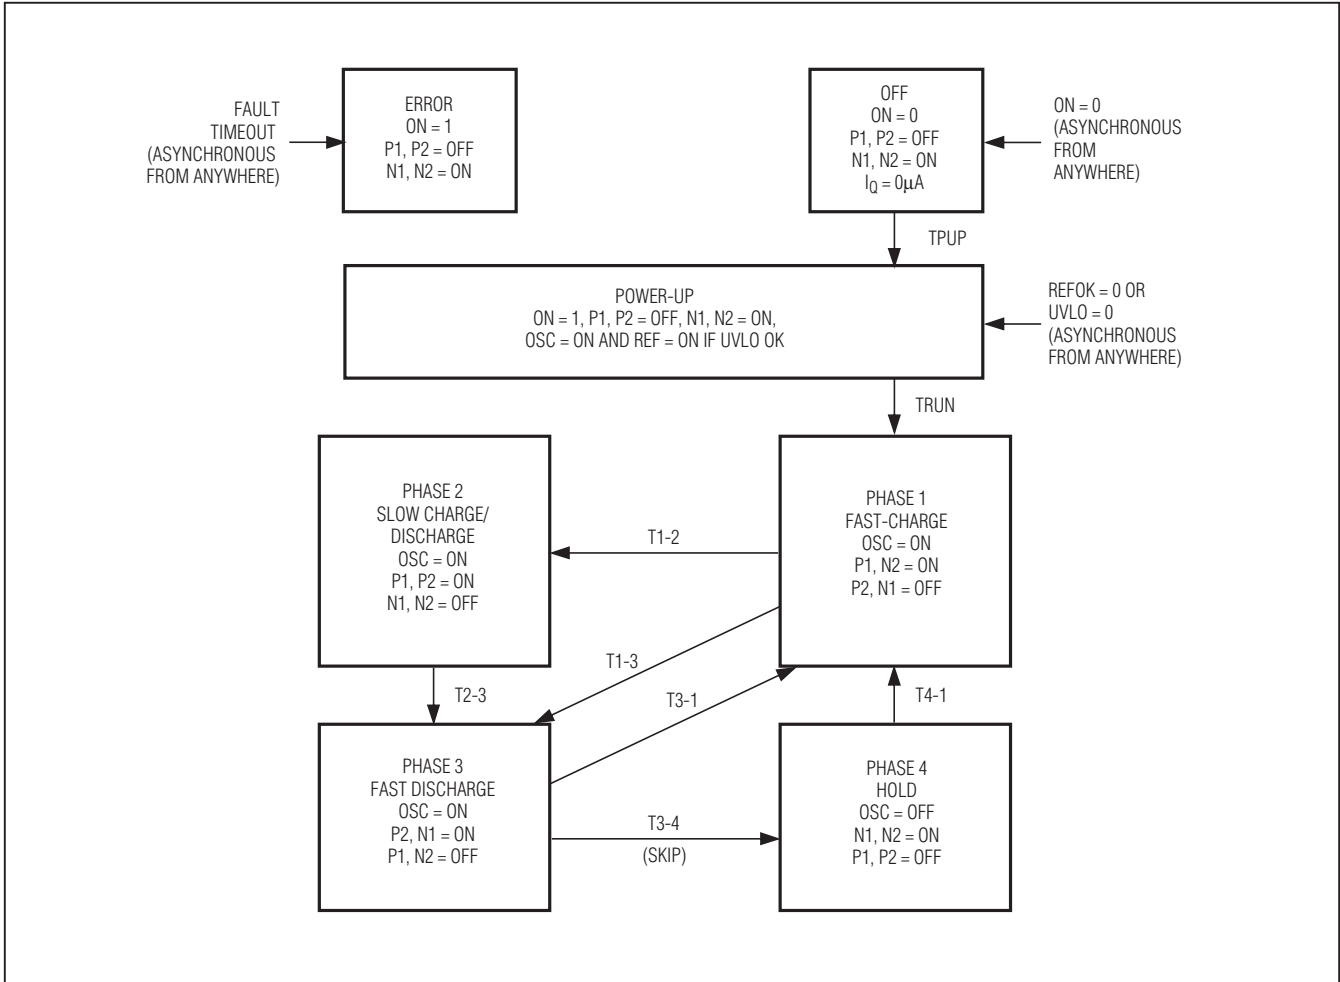 FAULT
TIMEOUT
(ASYNCHRONOUS
FROM ANYWHERE)
ERROR
ON = 1
P1, P2 = OFF
N1, N2 = ON
OFF
ON = 0
P1, P2 = OFF
N1, N2 = ON
IQ = 0μA
ON = 0
(ASYNCHRONOUS
FROM
ANYWHERE)
TPUP
POWER-UP
ON = 1, P1, P2 = OFF, N1, N2 = ON,
OSC = ON AND REF = ON IF UVLO OK
REFOK = 0 OR
UVLO = 0
(ASYNCHRONOUS
FROM ANYWHERE)
TRUN
PHASE 2
SLOW CHARGE/
DISCHARGE
OSC = ON
P1, P2 = ON
N1, N2 = OFF
T1-2
PHASE 1
FAST-CHARGE
OSC = ON
P1, N2 = ON
P2, N1 = OFF
T1-3
T2-3
T3-1
T4-1
PHASE 3
FAST DISCHARGE
OSC = ON
P2, N1 = ON
P1, N2 = OFF
T3-4
(SKIP)
PHASE 4
HOLD
OSC = OFF
N1, N2 = ON
P1, P2 = OFF